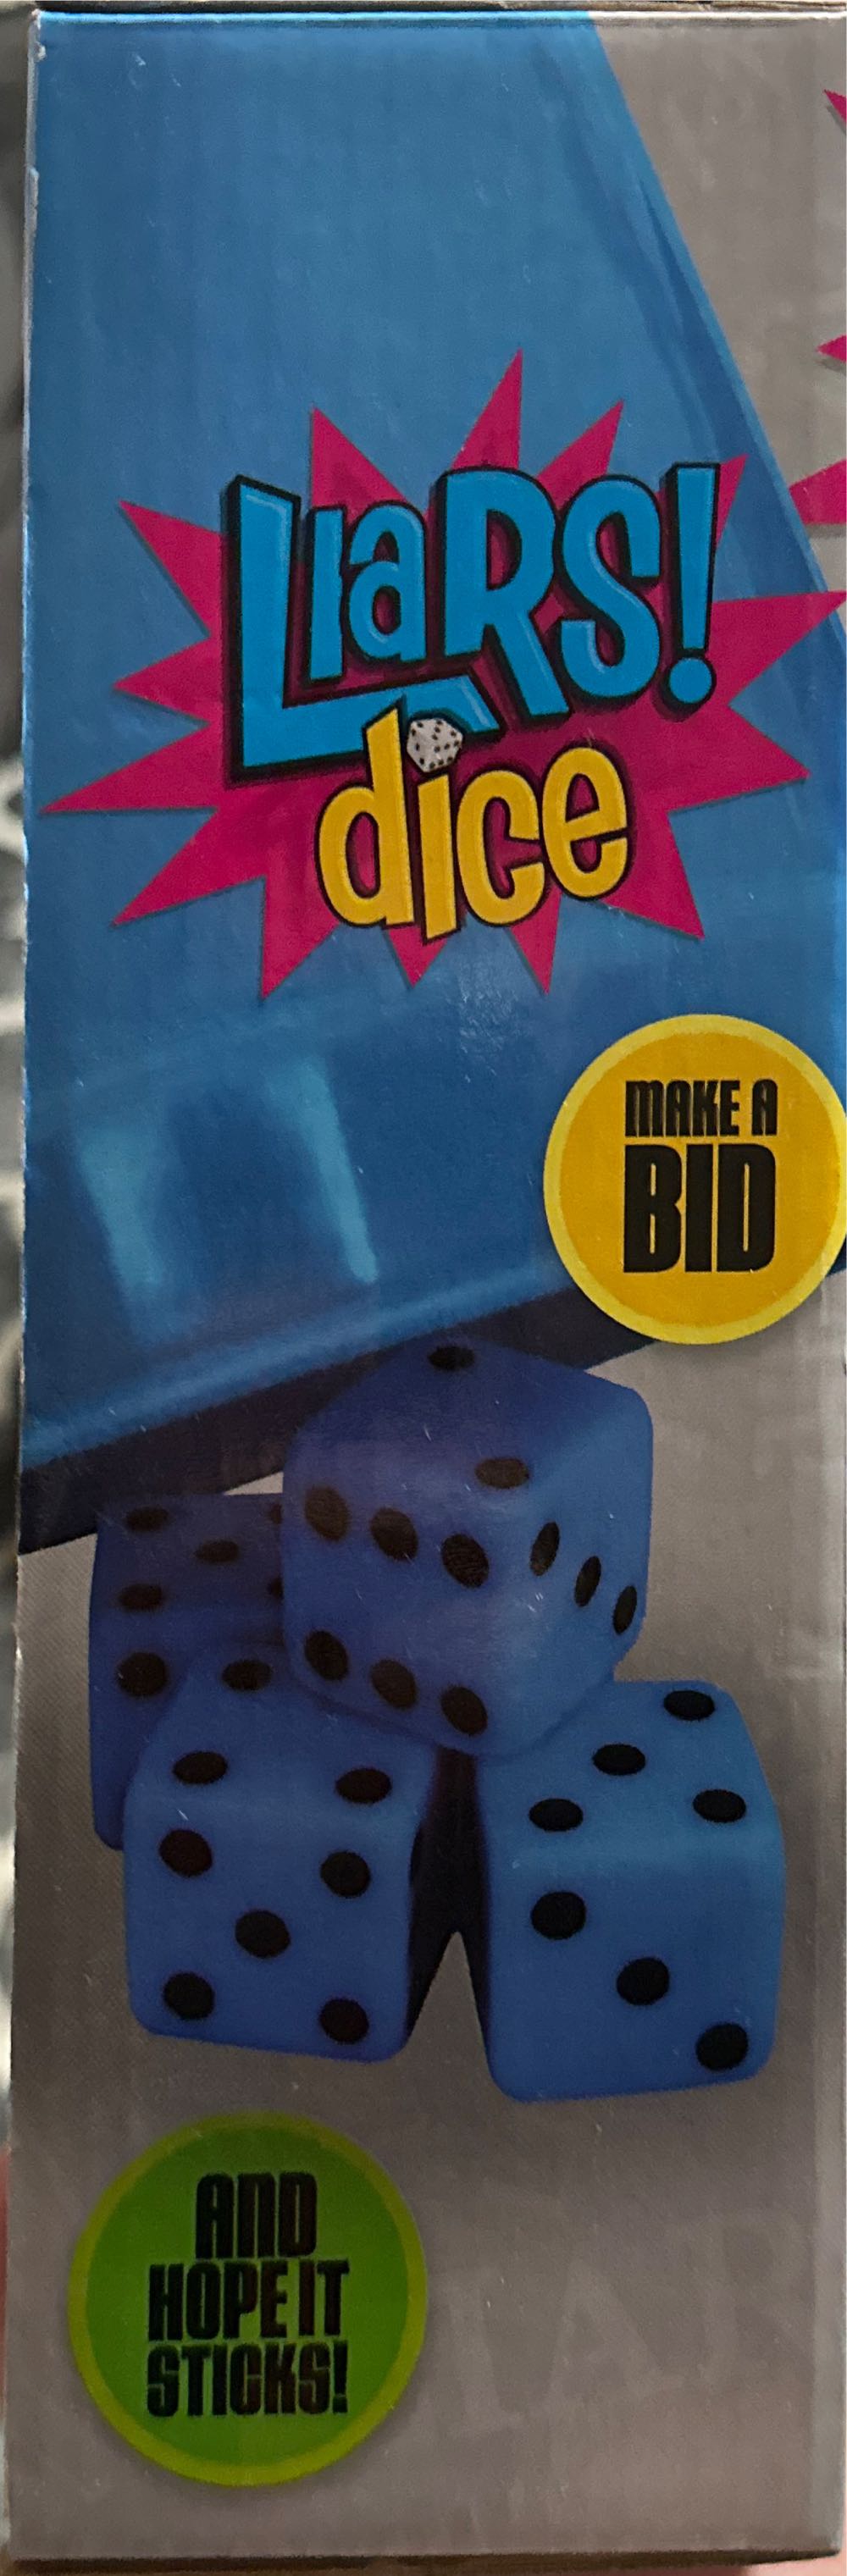 LiaRS!
dice
MAKE A
BID
AND
HOPE IT
STICKS!